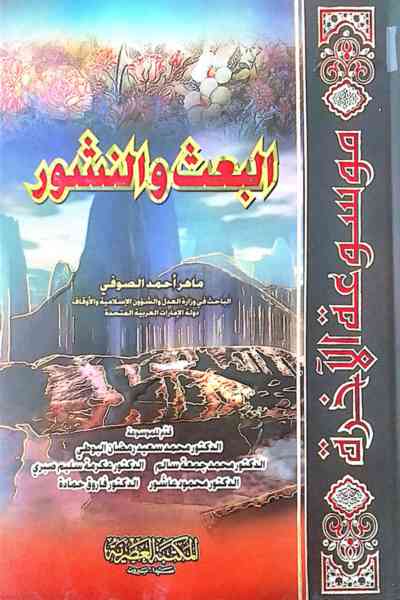 موسوعة الآخرة
البعث والنشور
ماهر أحمد الصوفي
الباحث في وزارة العدل والشؤون الإسلامية والأوقاف
دولة الإمارات العربية المتحدة
قدم للموسوعة
الدكتور محمد سعيد رمضان البوطي
الدكتور محمد جمعة سالم الدكتور عكرمة سليم صبري
الدكتور محمود عاشور الدكتور فاروق حمادة
المكتبة العصرية
صيدا - بيروت